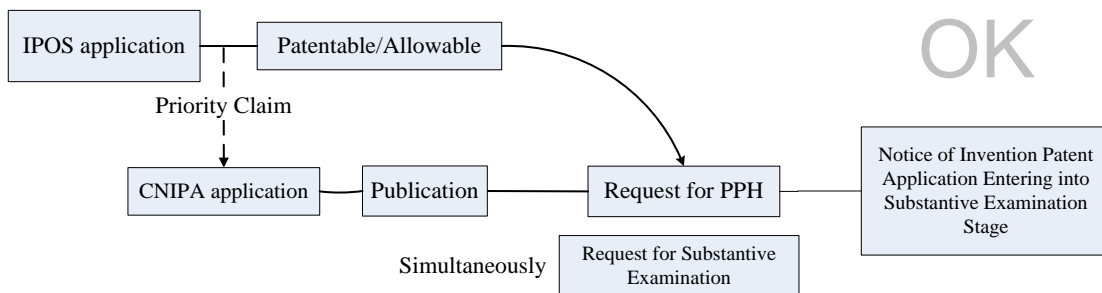 IPOS application
Patentable/Allowable
OK
Priority Claim
CNIPA application
Publication
Request for PPH
Notice of Invention Patent
Application Entering into
Substantive Examination
Stage
Simultaneously
Request for Substantive
Examination